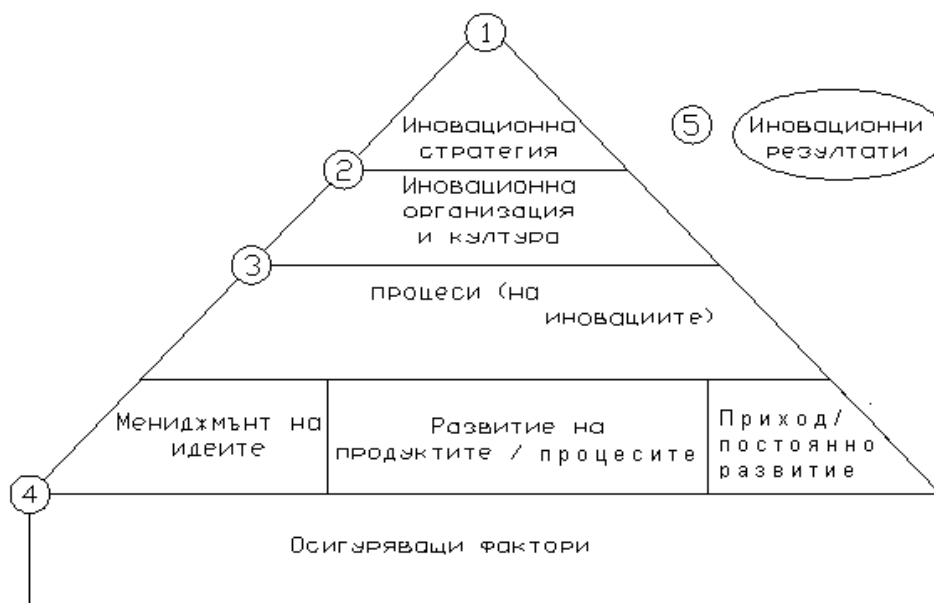 1
Иновационна
стратегия
5
Иновационни
резултати
2
Иновационна
организация
и култура
3
процеси (на
иновациите)
Мениджмънт на
идеите
Развитие на
продуктите / процесите
Приход/
постоянно
развитие
4
Осигуряващи фактори